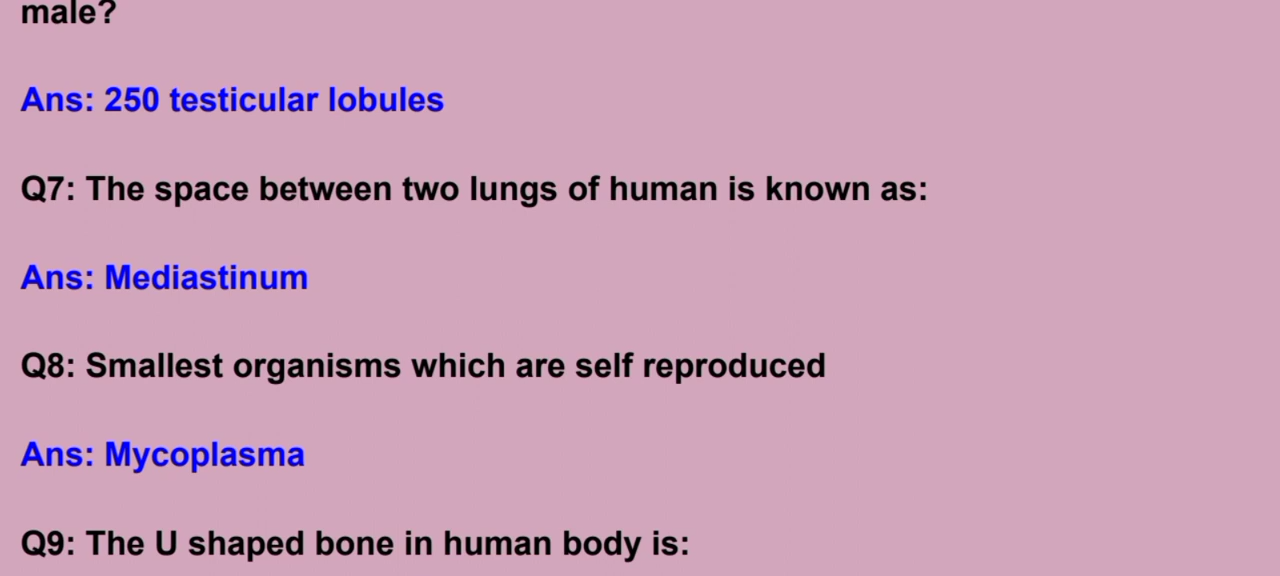 male?
Ans: 250 testicular lobules
Q7: The space between two lungs of human is known as:
Ans: Mediastinum
Q8: Smallest organisms which are self reproduced
Ans: Mycoplasma
Q9: The U shaped bone in human body is: